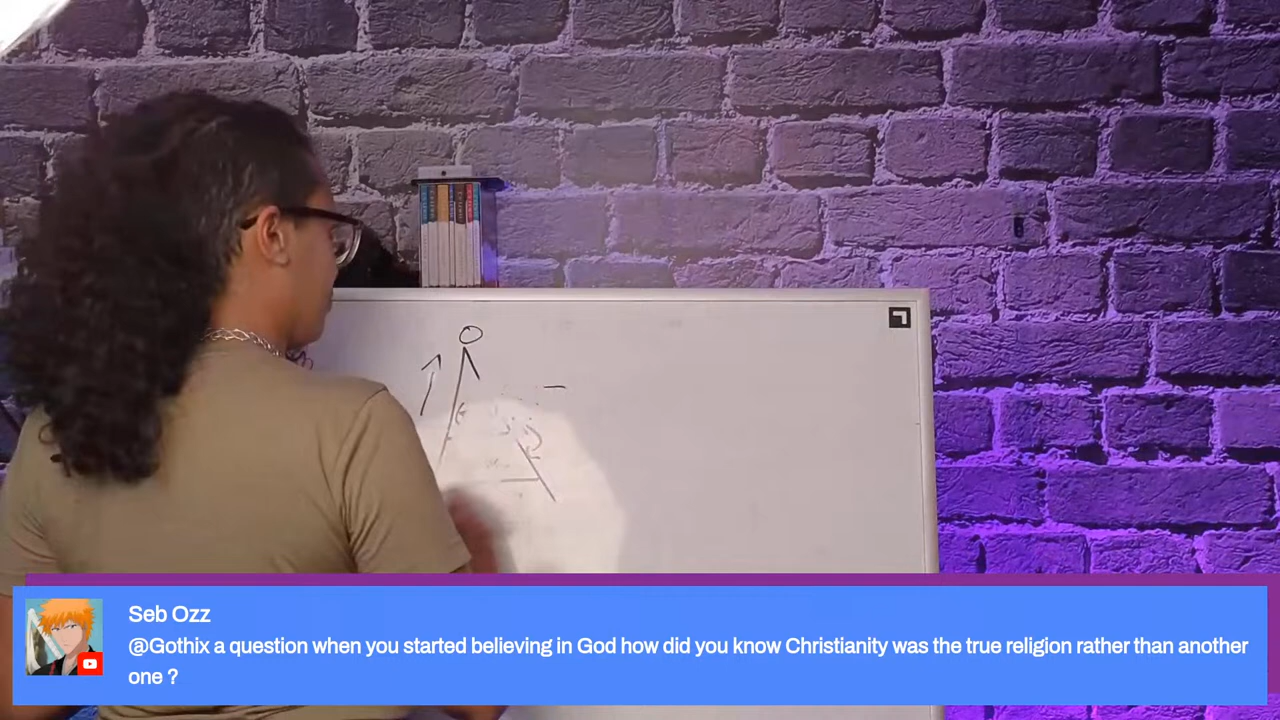 Seb Ozz
@Gothix a question when you started believing in God how did you know Christianity was the true religion rather than another
one ?